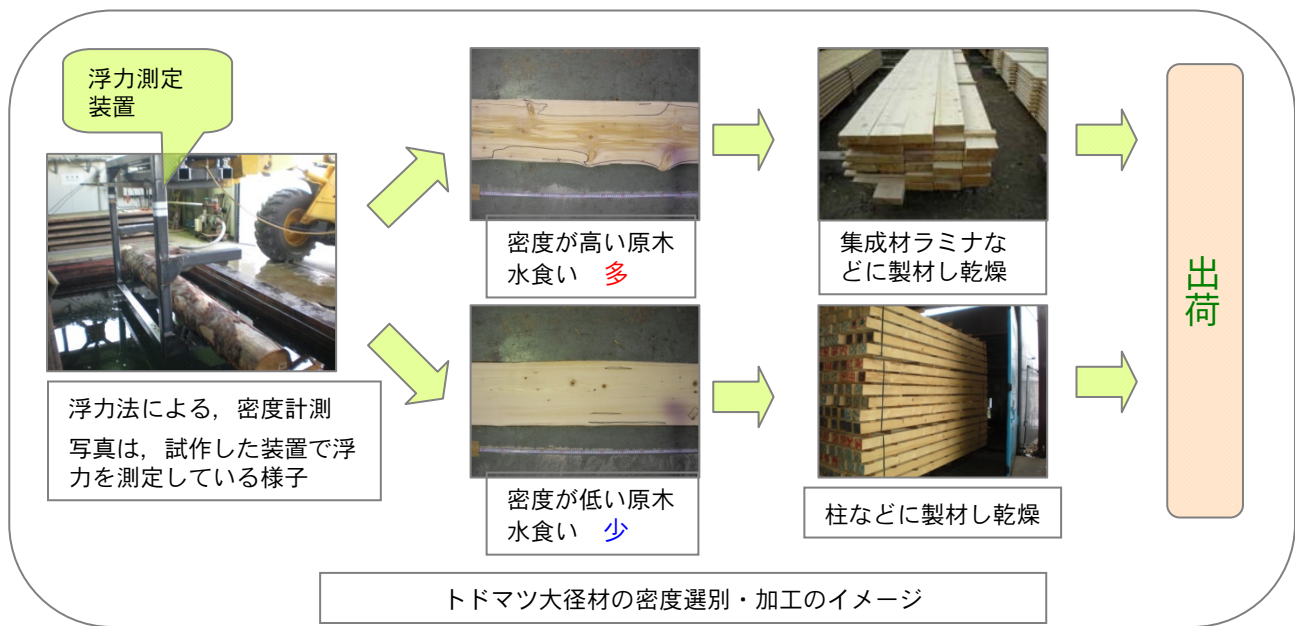 浮力測定
装置
浮力法による，密度計測
写真は，試作した装置で浮
力を測定している様子
密度が高い原木
水食い　多
密度が低い原木
水食い　少
集成材ラミナな
どに製材し乾燥
柱などに製材し乾燥
出
荷
トドマツ大径材の密度選別・加工のイメージ